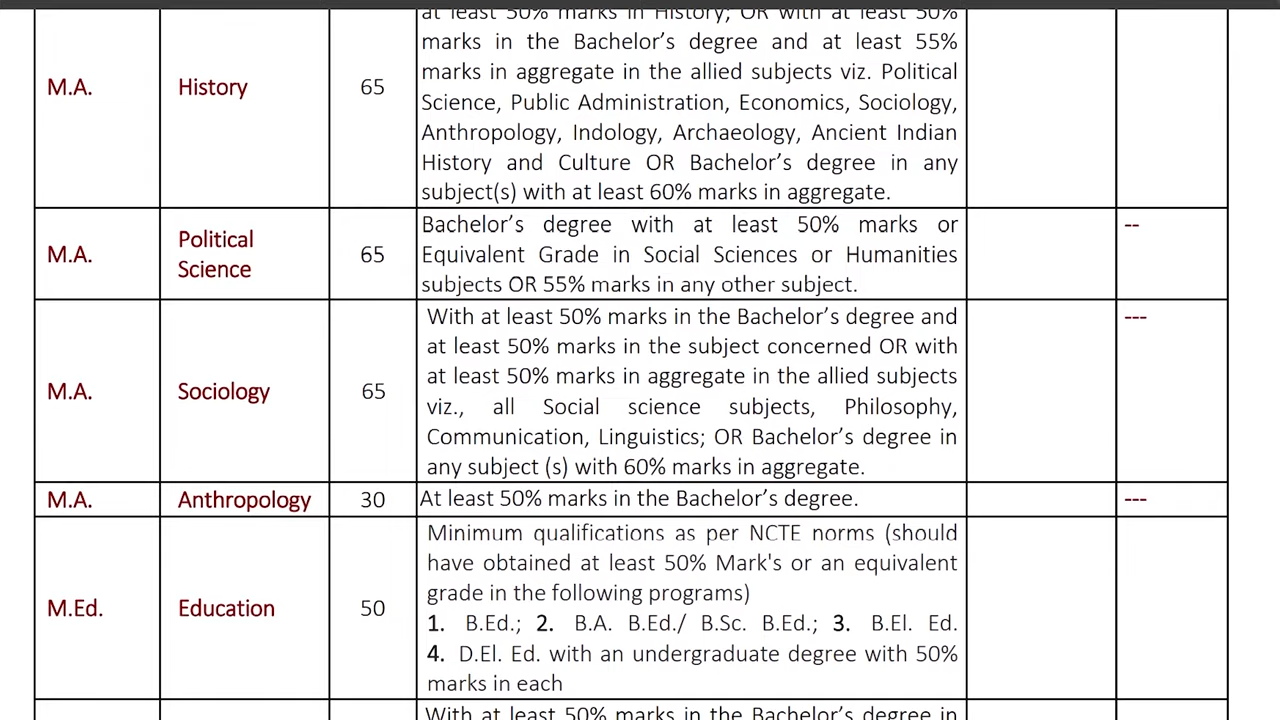 at least 50% marks in History; OR with at least 50%
marks in the Bachelor's degree and at least 55%
marks in aggregate in the allied subjects viz. Political
Science, Public Administration, Economics, Sociology,
Anthropology, Indology, Archaeology, Ancient Indian
History and Culture OR Bachelor's degree in any
subject(s) with at least 60% marks in aggregate.
M.A.
History
65
M.A.
Political
Science
65
Bachelor's degree with at least 50% marks or
Equivalent Grade in Social Sciences or Humanities
subjects OR 55% marks in any other subject.
--
M.A.
Sociology
65
With at least 50% marks in the Bachelor's degree and
at least 50% marks in the subject concerned OR with
at least 50% marks in aggregate in the allied subjects
viz., all Social science subjects, Philosophy,
Communication, Linguistics; OR Bachelor's degree in
any subject (s) with 60% marks in aggregate.
---
M.A.
Anthropology
30
At least 50% marks in the Bachelor's degree.
---
M.Ed.
Education
50
Minimum qualifications as per NCTE norms (should
have obtained at least 50% Mark's or an equivalent
grade in the following programs)
1. B.Ed.; 2. B.A. B.Ed./ B.Sc. B.Ed.; 3. B.El. Ed.
4. D.El. Ed. with an undergraduate degree with 50%
marks in each
With at least 50% marks in the Bachelor's degree in